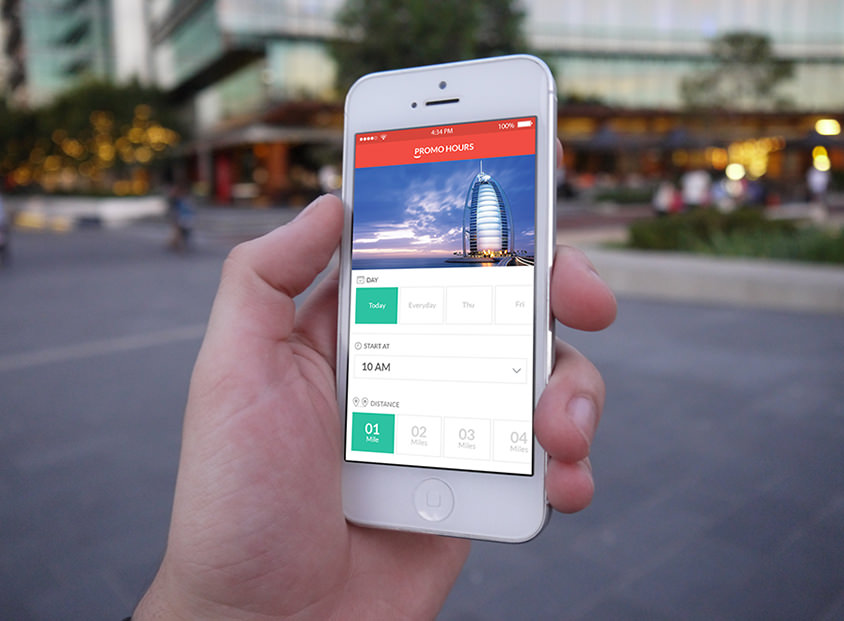 4:34 PM 100%
PROMO HOURS
DAY
Today Everyday Thu Fri
START AT
10 AM
DISTANCE
01 02 03 04
Mile Miles Miles Miles